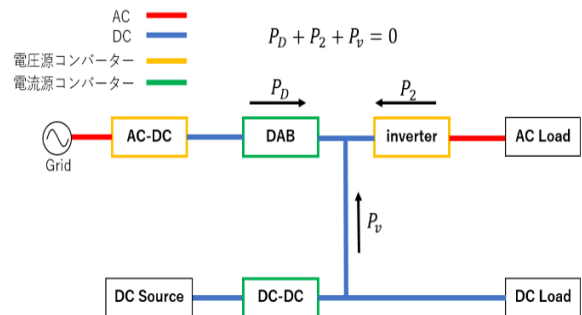 AC
DC
電圧源コンバーター
電流源コンバーター
P_D + P_2 + P_v = 0
P_D
P_2
Grid
AC-DC
DAB
inverter
AC Load
P_v
DC Source
DC-DC
DC Load